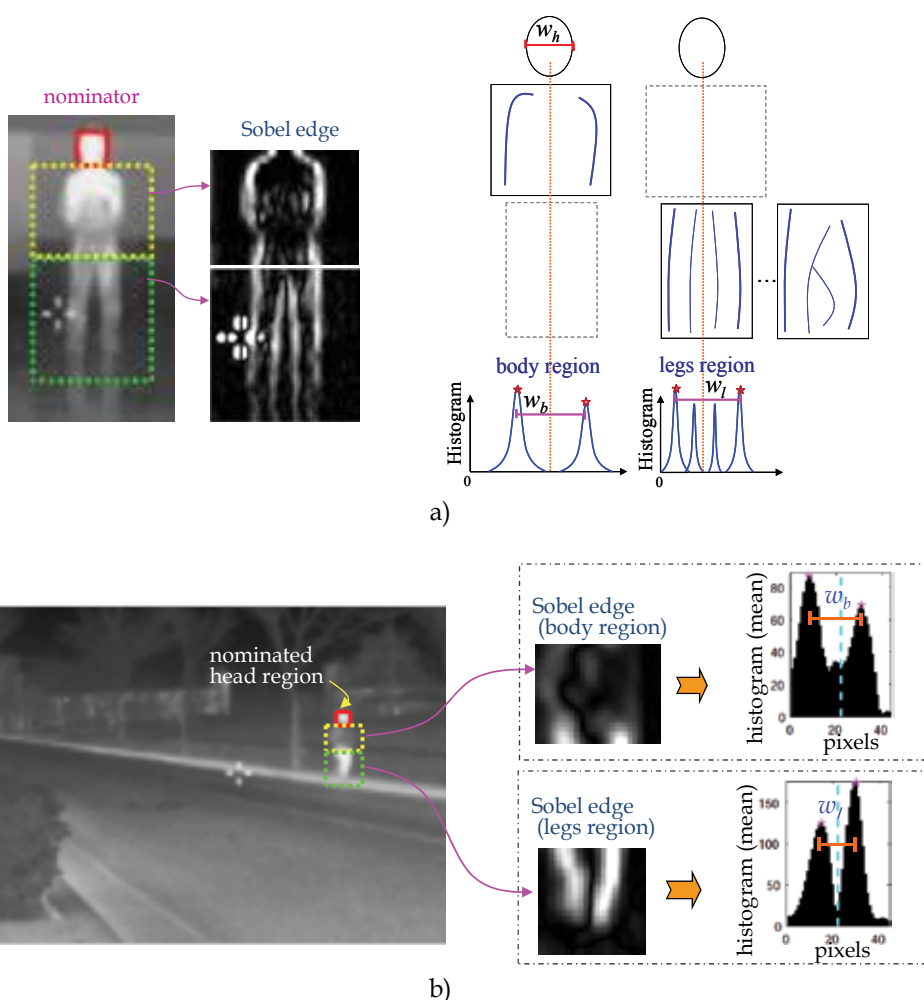 nominator
Sobel edge
w_h
body region
legs region
Histogram
w_b
0
Histogram
w_l
0
...
a)
nominated
head region
Sobel edge
(body region)
histogram (mean)
80
60
40
20
0
w_b
0
20
40
pixels
Sobel edge
(legs region)
histogram (mean)
150
100
50
0
w_l
0
20
40
pixels
b)